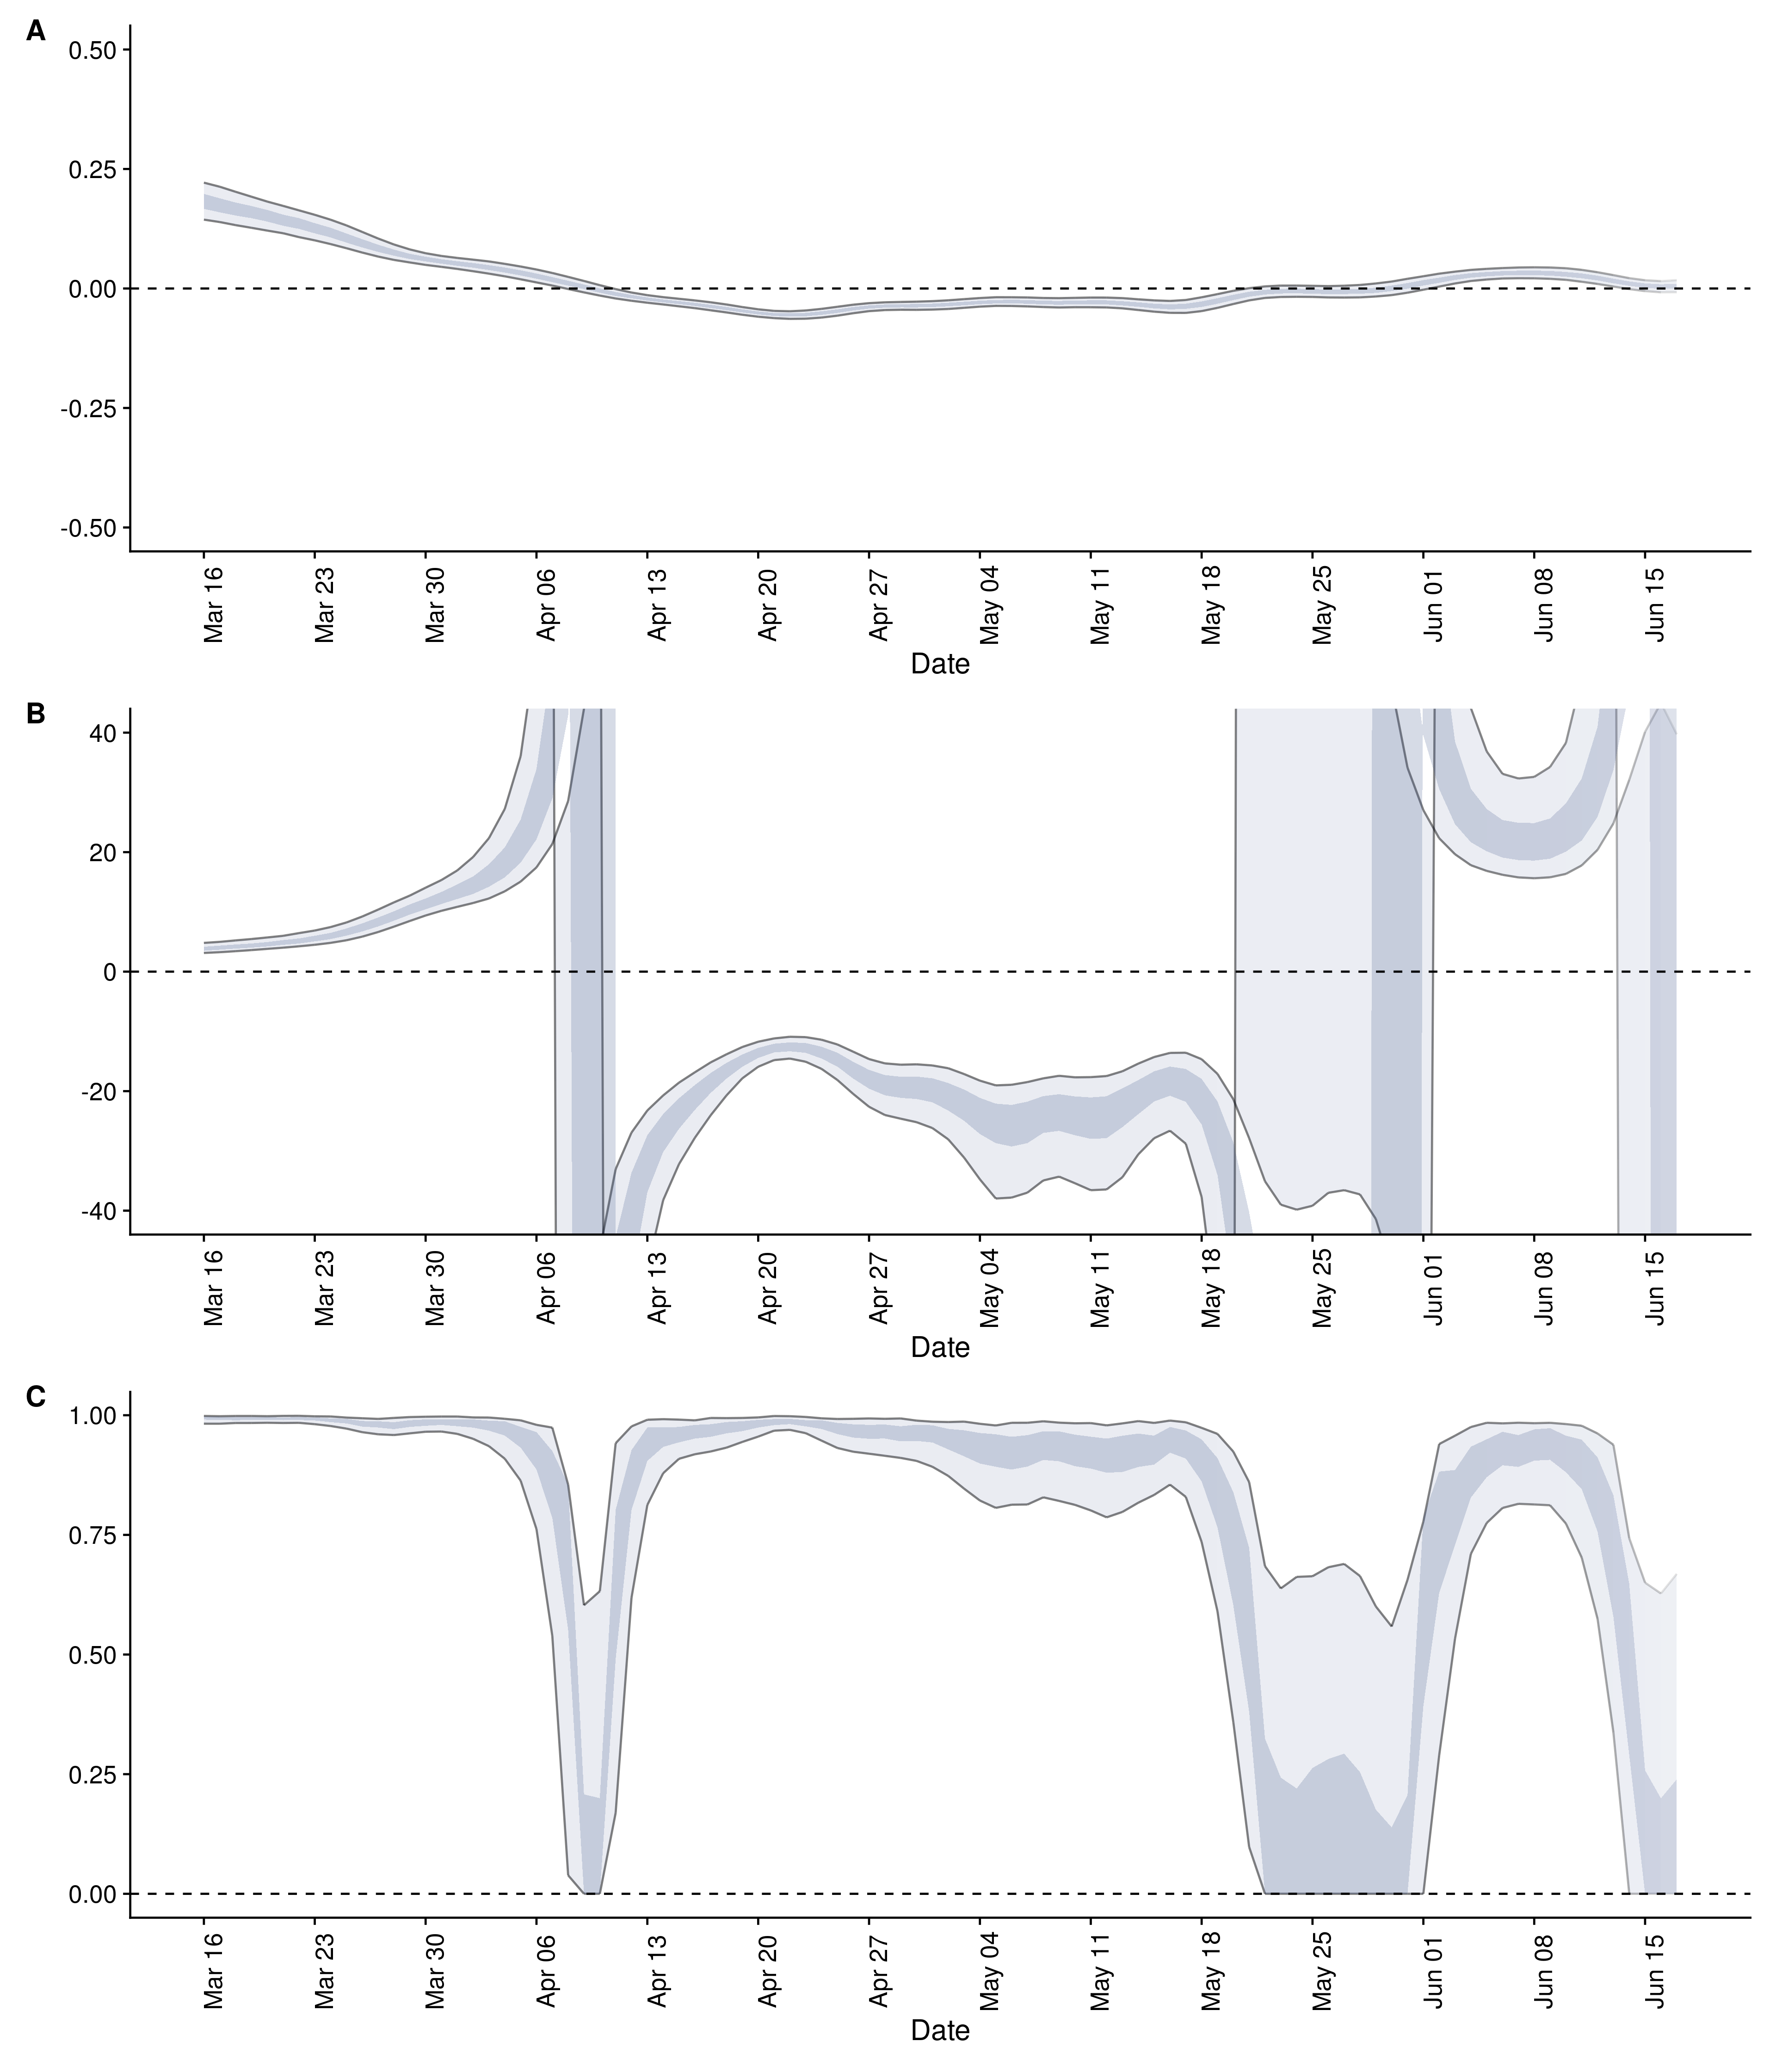 A
0.50
0.25
0.00
-0.25
-0.50
Mar 16
Mar 23
Mar 30
Apr 06
Apr 13
Apr 20
Apr 27
May 04
May 11
May 18
May 25
Jun 01
Jun 08
Jun 15
Date
B
40
20
0
-20
-40
Mar 16
Mar 23
Mar 30
Apr 06
Apr 13
Apr 20
Apr 27
May 04
May 11
May 18
May 25
Jun 01
Jun 08
Jun 15
Date
C
1.00
0.75
0.50
0.25
0.00
Mar 16
Mar 23
Mar 30
Apr 06
Apr 13
Apr 20
Apr 27
May 04
May 11
May 18
May 25
Jun 01
Jun 08
Jun 15
Date